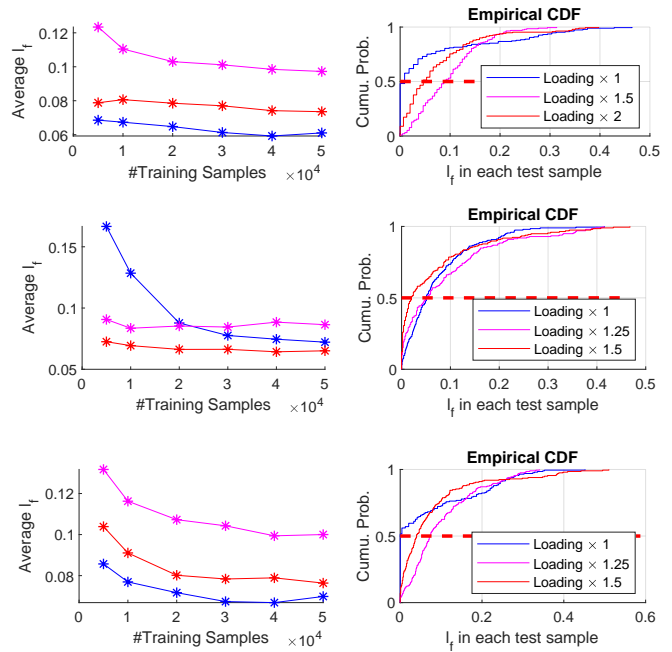 Average I_f
0.12
0.1
0.08
0.06
0 1 2 3 4 5
#Training Samples ×10^4
Empirical CDF
Cumu. Prob.
1
0.5
0
Loading × 1
Loading × 1.5
Loading × 2
0 0.1 0.2 0.3 0.4 0.5
I_f in each test sample
Average I_f
0.15
0.1
0.05
0 1 2 3 4 5
#Training Samples ×10^4
Empirical CDF
Cumu. Prob.
1
0.5
0
Loading × 1
Loading × 1.25
Loading × 1.5
0 0.1 0.2 0.3 0.4 0.5
I_f in each test sample
Average I_f
0.12
0.1
0.08
0 1 2 3 4 5
#Training Samples ×10^4
Empirical CDF
Cumu. Prob.
1
0.5
0
Loading × 1
Loading × 1.25
Loading × 1.5
0 0.2 0.4 0.6
I_f in each test sample